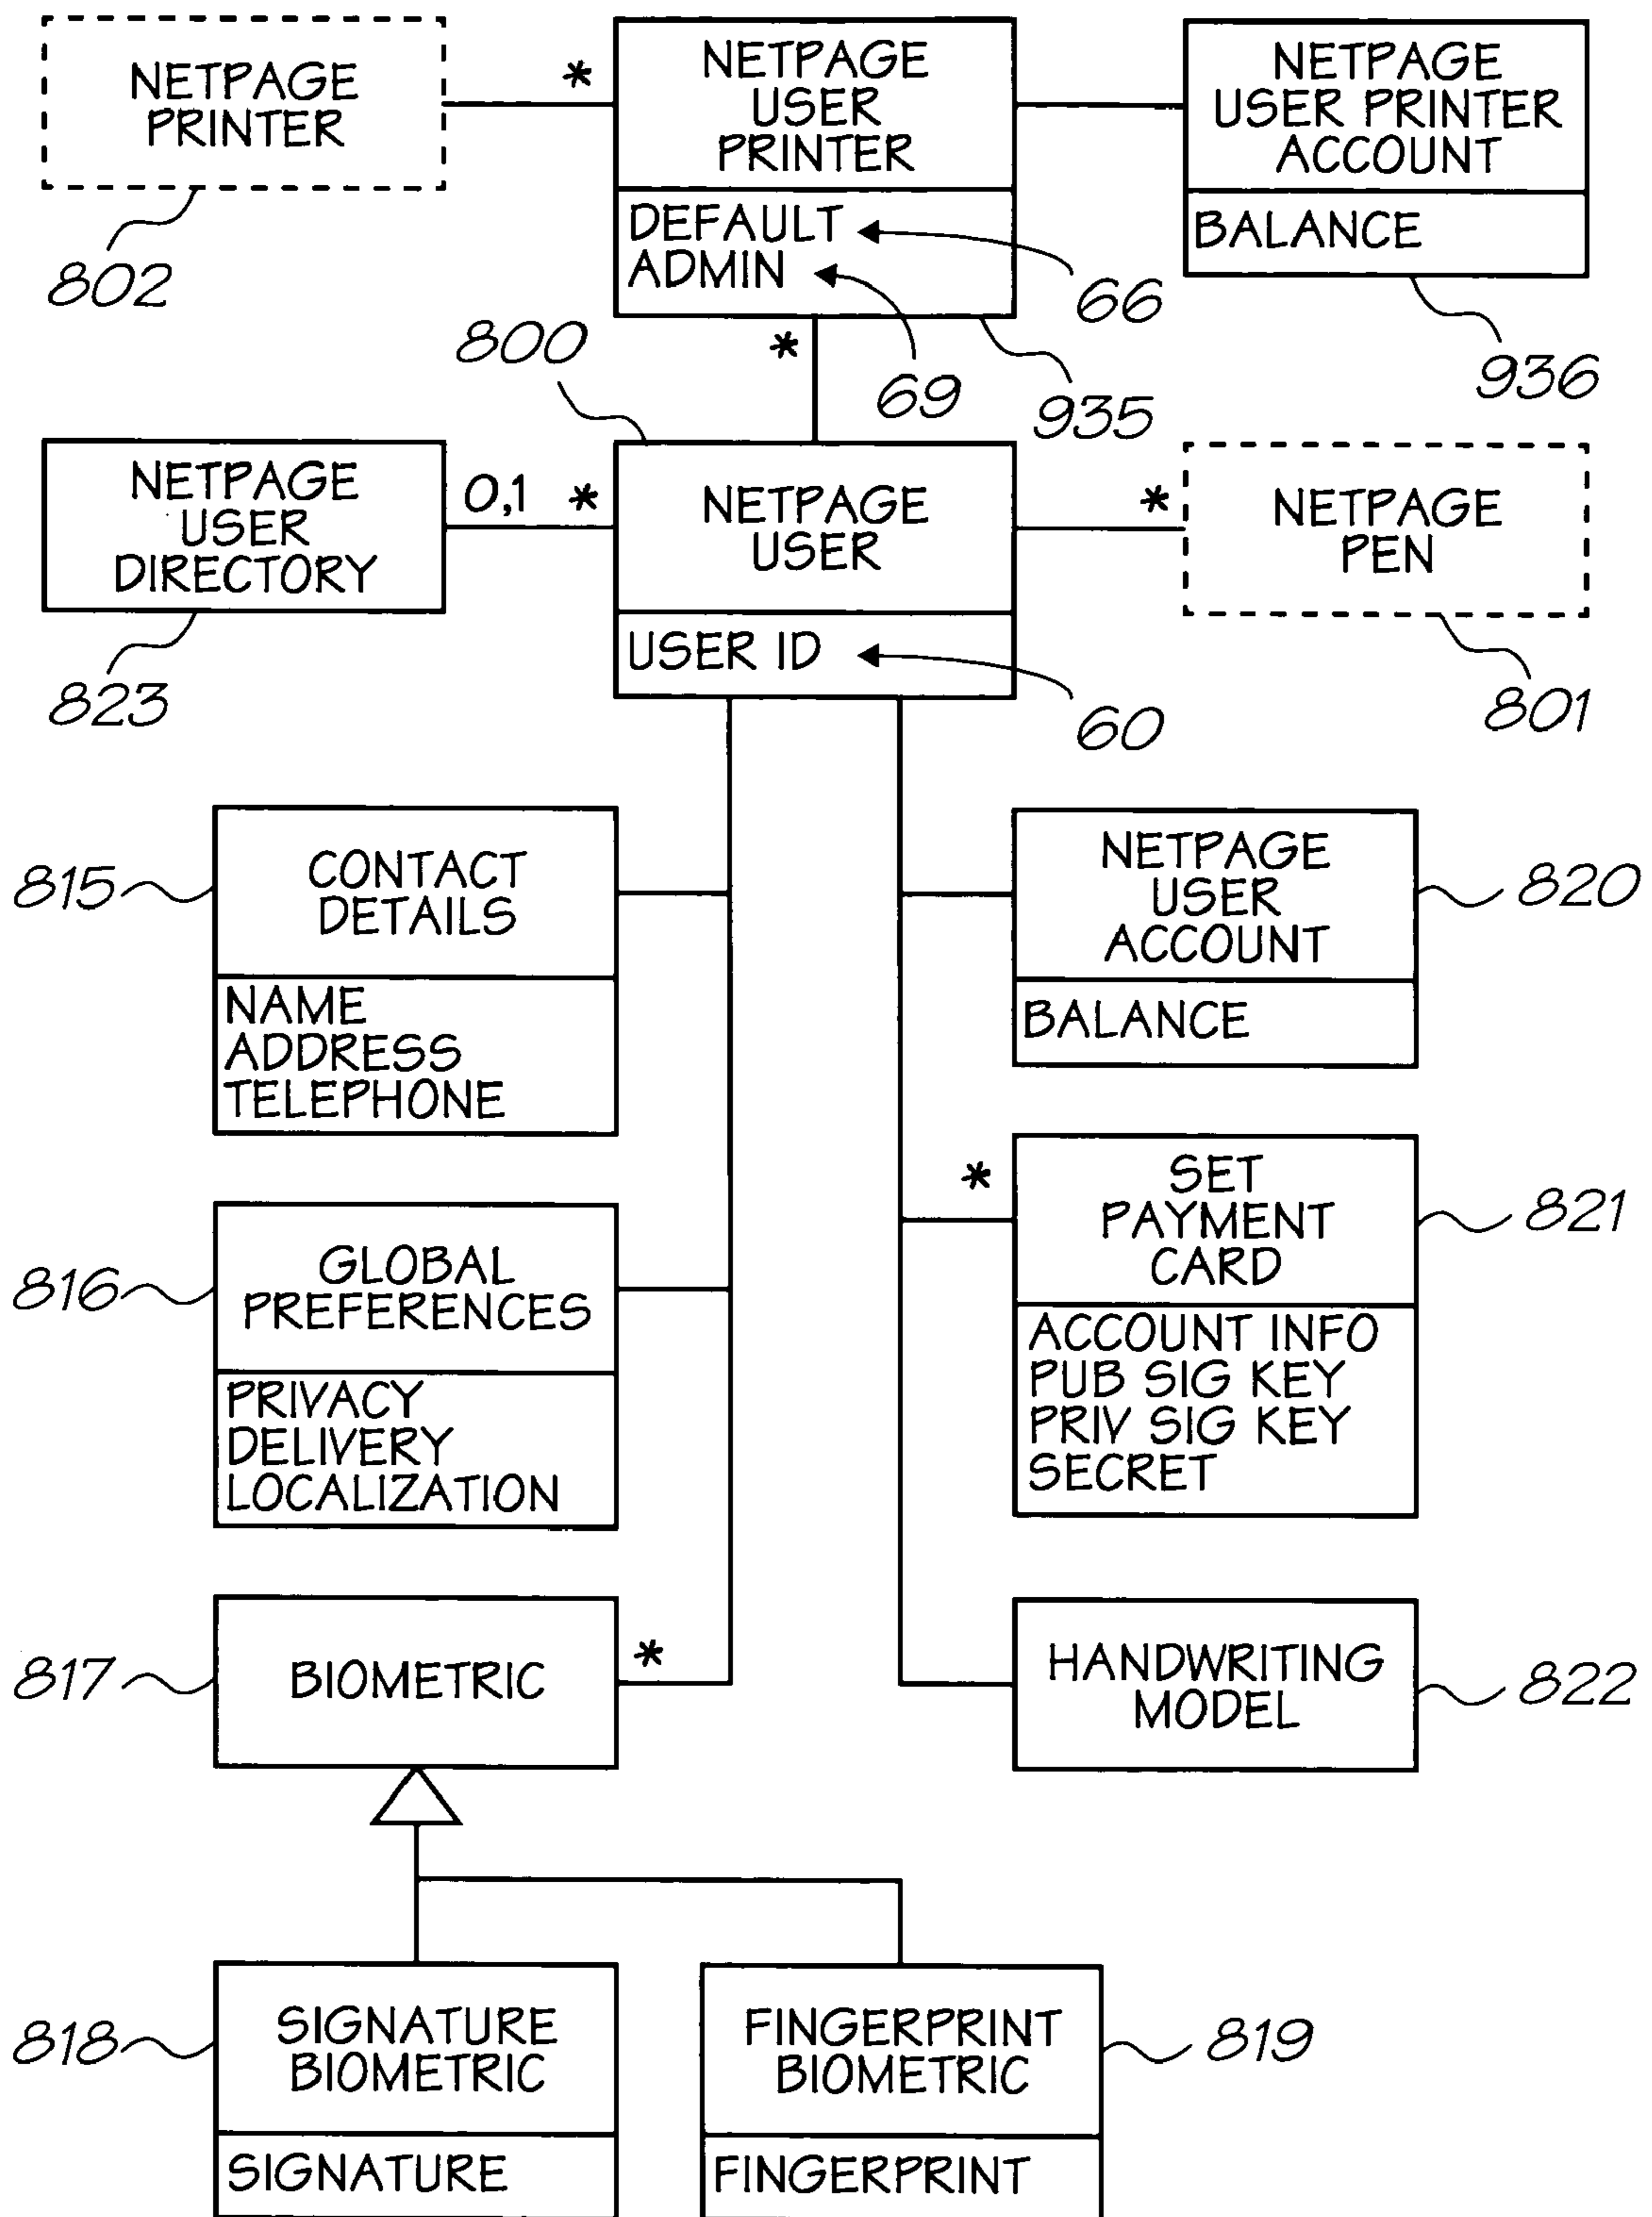 NETPAGE
PRINTER
802
*
NETPAGE
USER
PRINTER
DEFAULT
ADMIN
66
69
935
NETPAGE
USER PRINTER
ACCOUNT
BALANCE
936
*
800
NETPAGE
USER
DIRECTORY
823
0,1 *
NETPAGE
USER
USER ID
60
*
NETPAGE
PEN
801
815
CONTACT
DETAILS
NAME
ADDRESS
TELEPHONE
NETPAGE
USER
ACCOUNT
BALANCE
820
816
GLOBAL
PREFERENCES
PRIVACY
DELIVERY
LOCALIZATION
*
SET
PAYMENT
CARD
ACCOUNT INFO
PUB SIG KEY
PRIV SIG KEY
SECRET
821
817
BIOMETRIC
*
HANDWRITING
MODEL
822
818
SIGNATURE
BIOMETRIC
SIGNATURE
FINGERPRINT
BIOMETRIC
FINGERPRINT
819